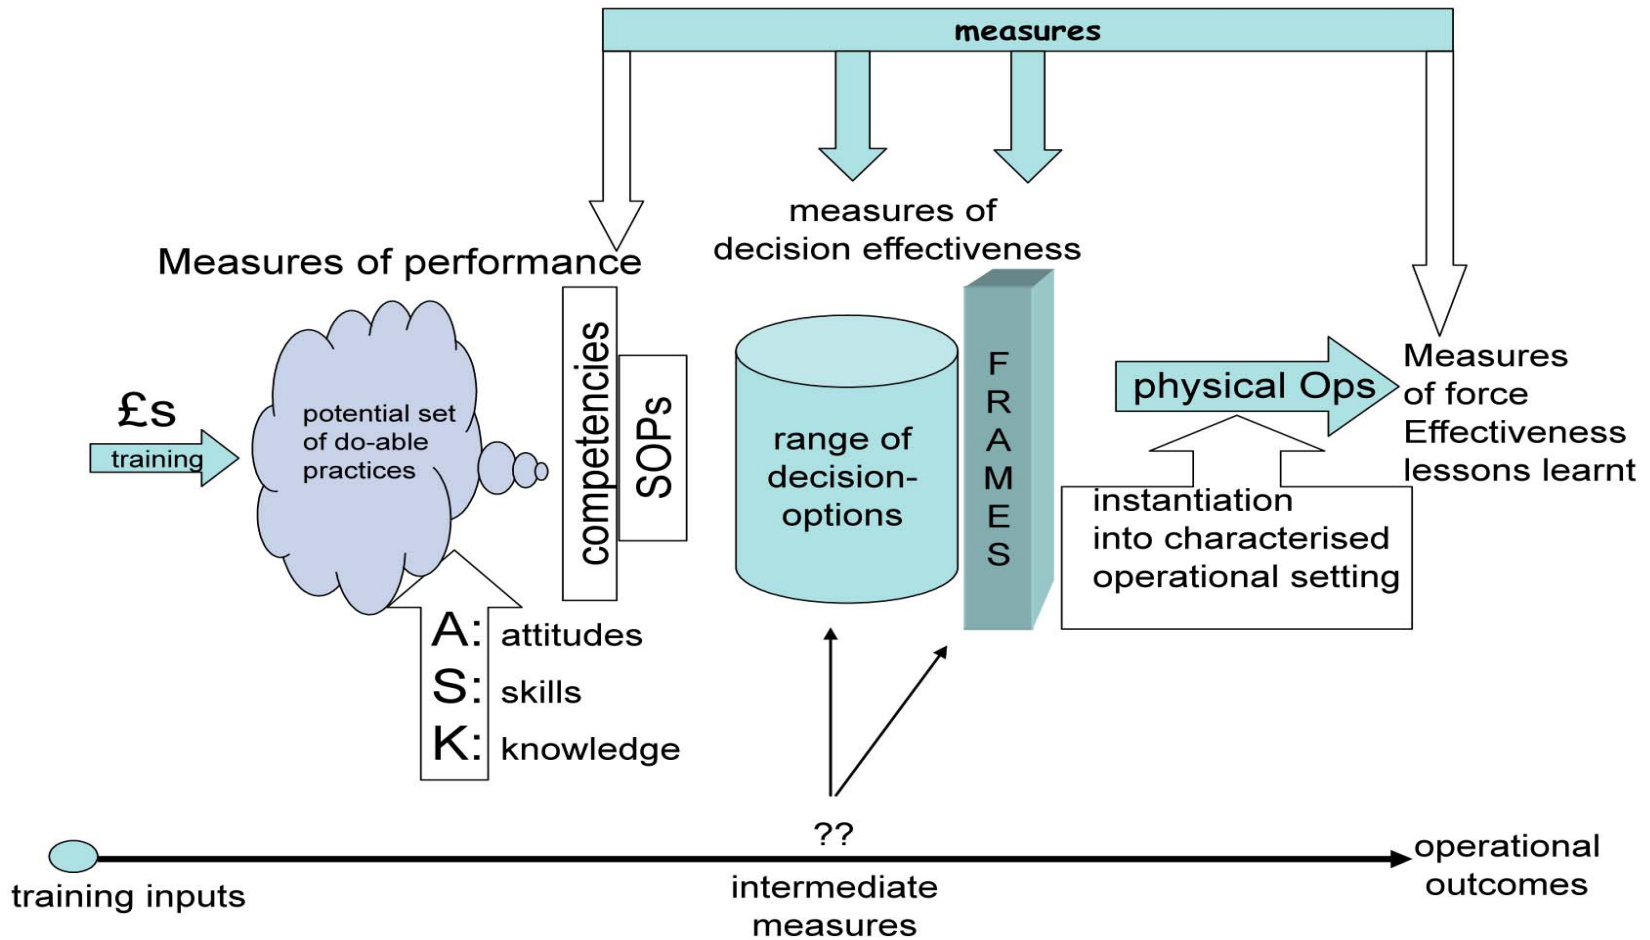 measures
measures of
decision effectiveness
Measures of performance
£s
training
potential set
of do-able
practices
competencies
SOPs
range of
decision-
options
FRAMES
physical Ops
Measures
of force
Effectiveness
lessons learnt
instantiation
into characterised
operational setting
A: attitudes
S: skills
K: knowledge
??
training inputs
intermediate
measures
operational
outcomes